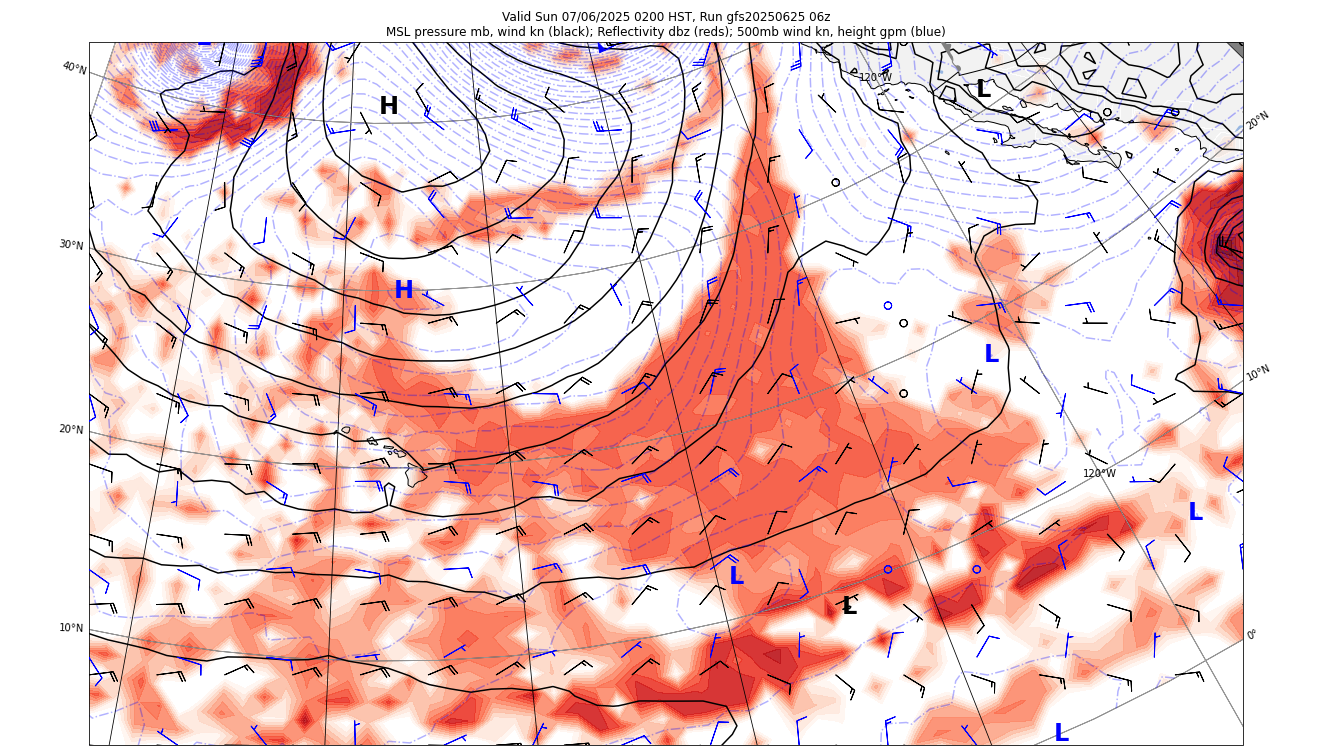 Valid Sun 07/06/2025 0200 HST, Run gfs20250625 06z
MSL pressure mb, wind kn (black); Reflectivity dbz (reds); 500mb wind kn, height gpm (blue)
40°N
120°W
L
H
20°N
30°N
H
L
10°N
20°N
120°W
L
L
L
10°N
0°
L